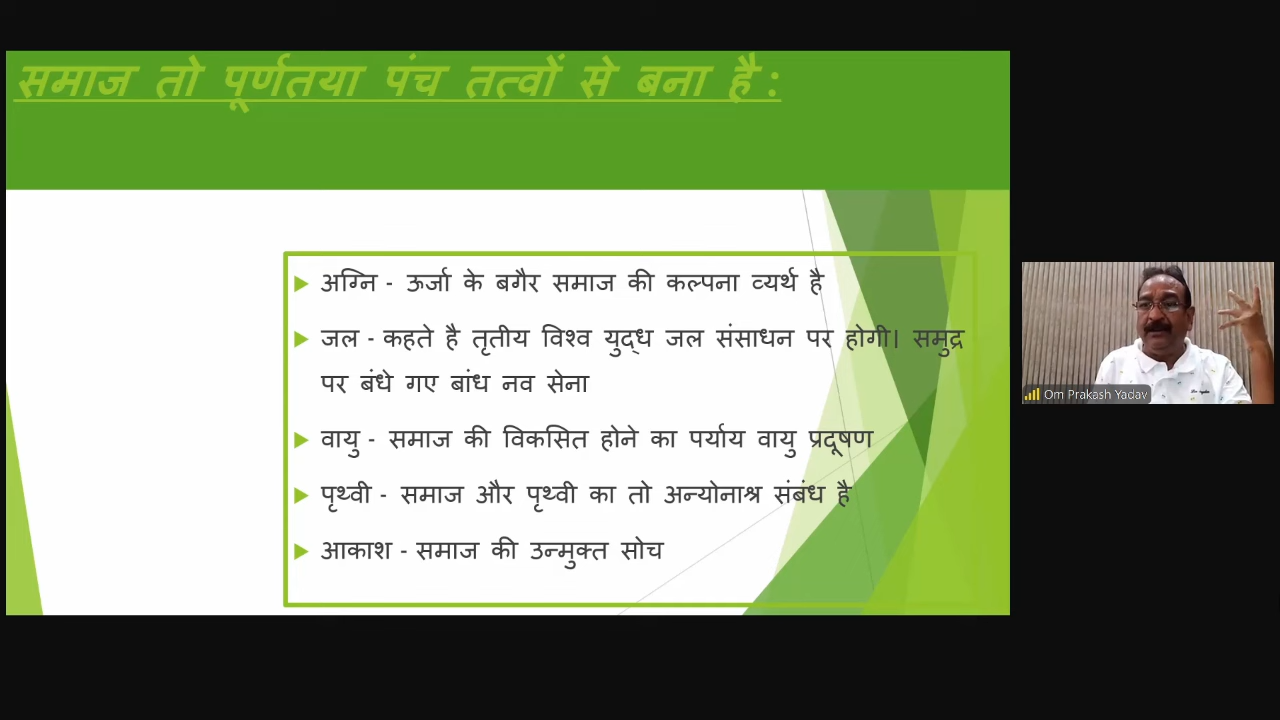 समाज तो पूर्णतया पंच तत्वों से बना है :
अग्नि - ऊर्जा के बगैर समाज की कल्पना व्यर्थ है
जल - कहते है तृतीय विश्व युद्ध जल संसाधन पर होगी। समुद्र
पर बंधे गए बांध नव सेना
वायु - समाज की विकसित होने का पर्याय वायु प्रदूषण
पृथ्वी - समाज और पृथ्वी का तो अन्योनाश्र संबंध है
आकाश - समाज की उन्मुक्त सोच
Om Prakash Yadav